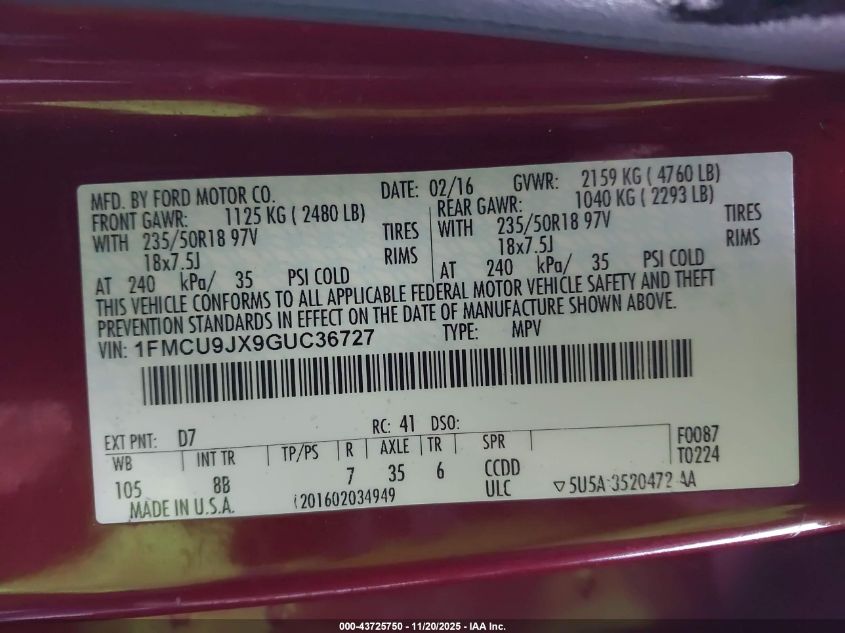 MFD. BY FORD MOTOR CO. DATE: 02/16 GVWR: 2159 KG ( 4760 LB)
FRONT GAWR: 1125 KG ( 2480 LB) REAR GAWR: 1040 KG ( 2293 LB)
WITH 235/50R18 97V TIRES WITH 235/50R18 97V TIRES
18x7.5J RIMS 18x7.5J RIMS
AT 240 kPa/ 35 PSI COLD AT 240 kPa/ 35 PSI COLD
THIS VEHICLE CONFORMS TO ALL APPLICABLE FEDERAL MOTOR VEHICLE SAFETY AND THEFT
PREVENTION STANDARDS IN EFFECT ON THE DATE OF MANUFACTURE SHOWN ABOVE.
VIN: 1FMCU9JX9GUC36727 TYPE: MPV
EXT PNT: D7 RC: 41 DSO:
WB INT TR TP/PS R AXLE TR SPR F0087
105 8B 7 35 6 CCDD T0224
MADE IN U.S.A. 201602034949 ULC ▽5U5A 3520472 AA
000-43725750 - 11/20/2025 - IAA Inc.